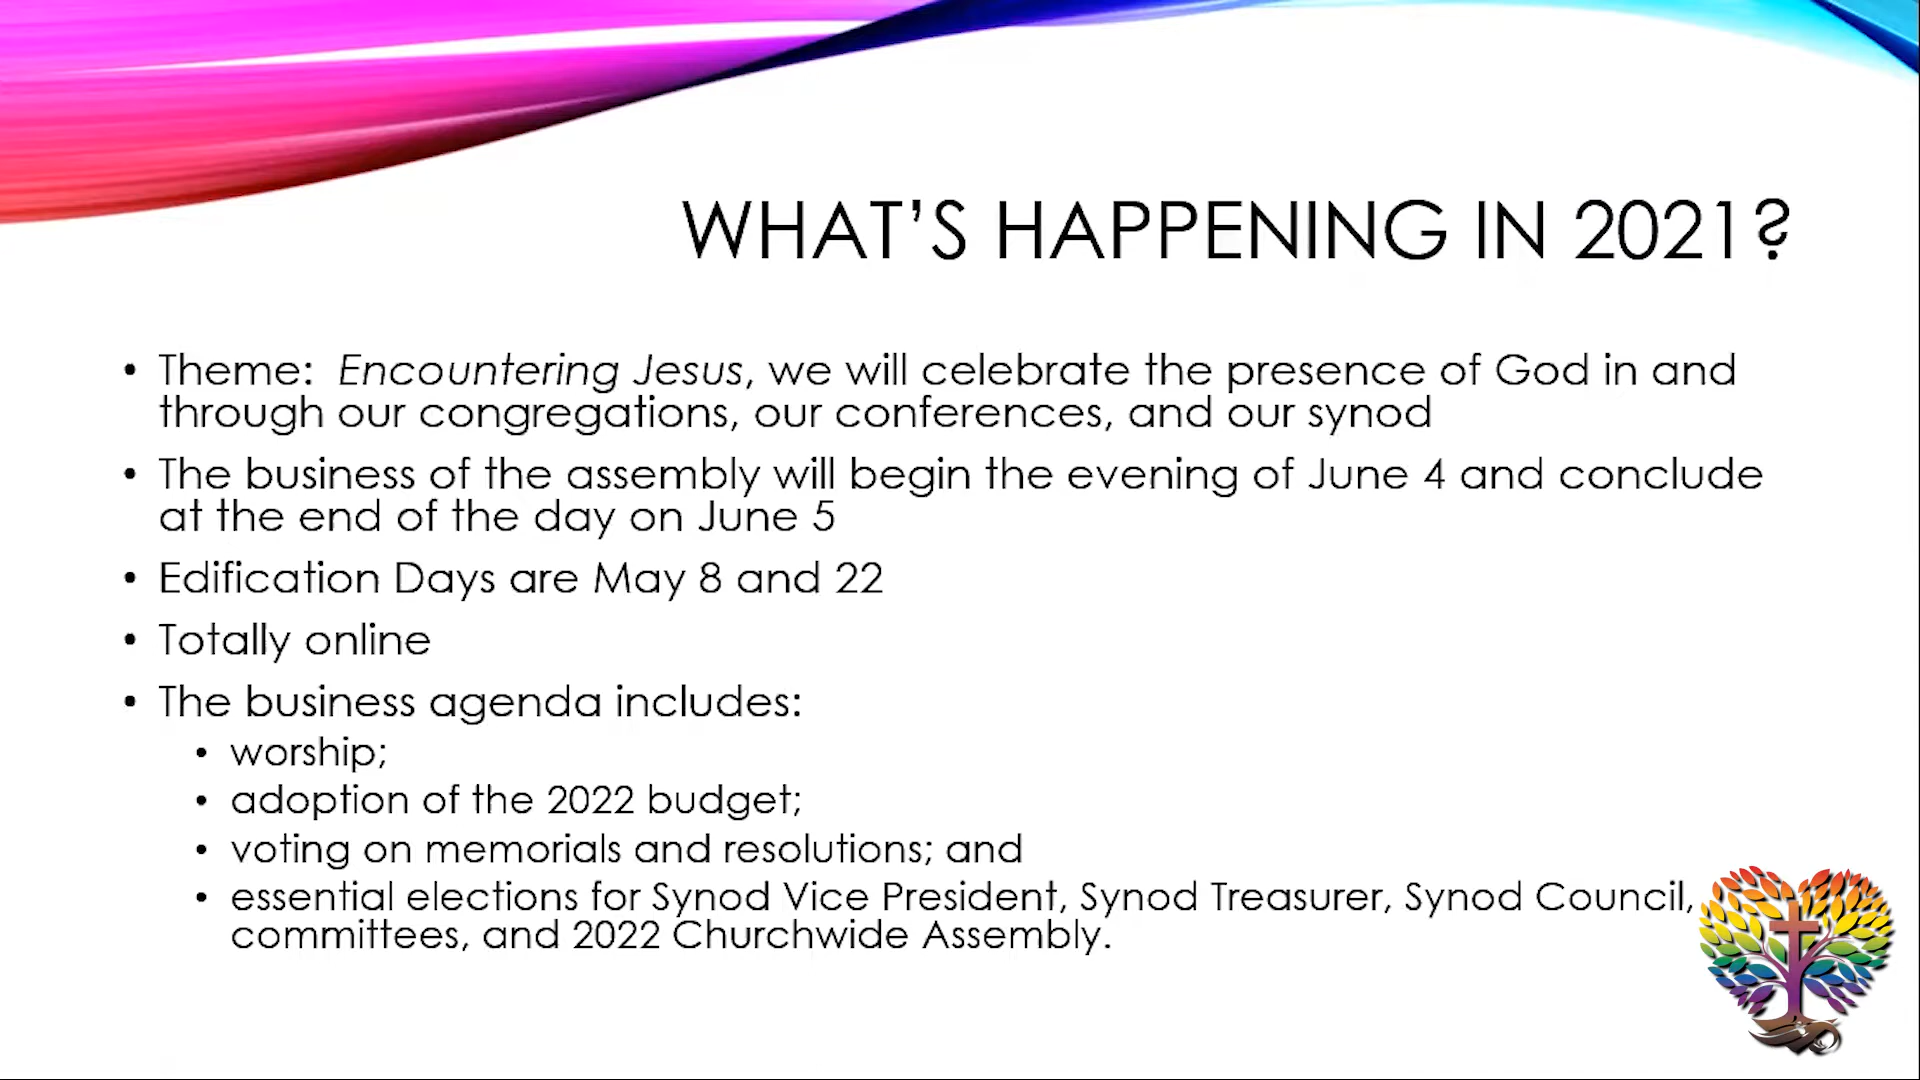 WHAT'S HAPPENING IN 2021?
• Theme:  Encountering Jesus, we will celebrate the presence of God in and
through our congregations, our conferences, and our synod
• The business of the assembly will begin the evening of June 4 and conclude
at the end of the day on June 5
• Edification Days are May 8 and 22
• Totally online
• The business agenda includes:
• worship;
• adoption of the 2022 budget;
• voting on memorials and resolutions; and
• essential elections for Synod Vice President, Synod Treasurer, Synod Council,
committees, and 2022 Churchwide Assembly.